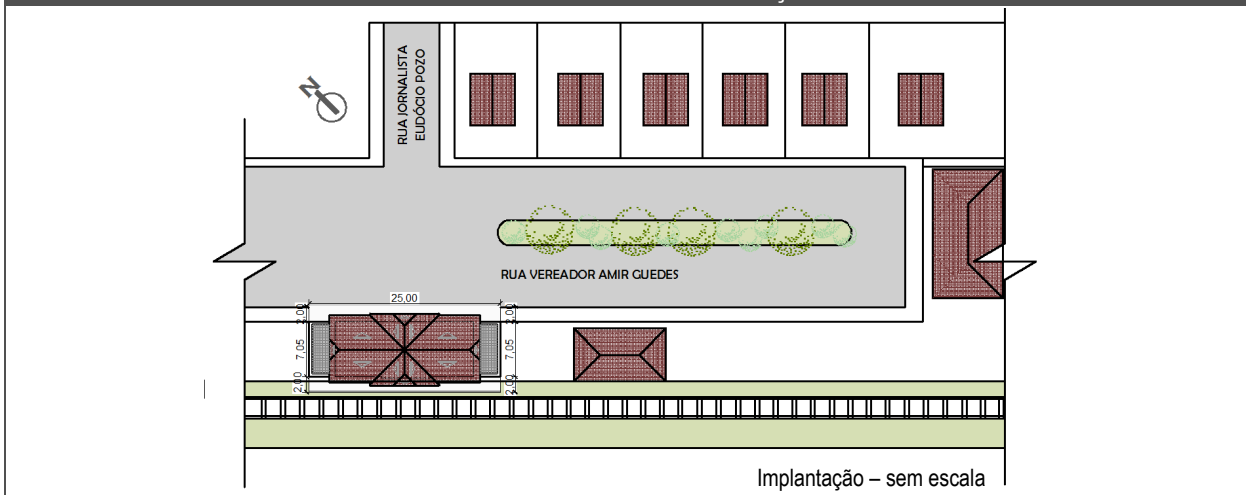 RUA JORNALISTA
EUDÓCIO POZO
N
RUA VEREADOR AMIR GUEDES
25,00
2,00
2,00
7,05
7,05
2,00
2,00
Implantação – sem escala